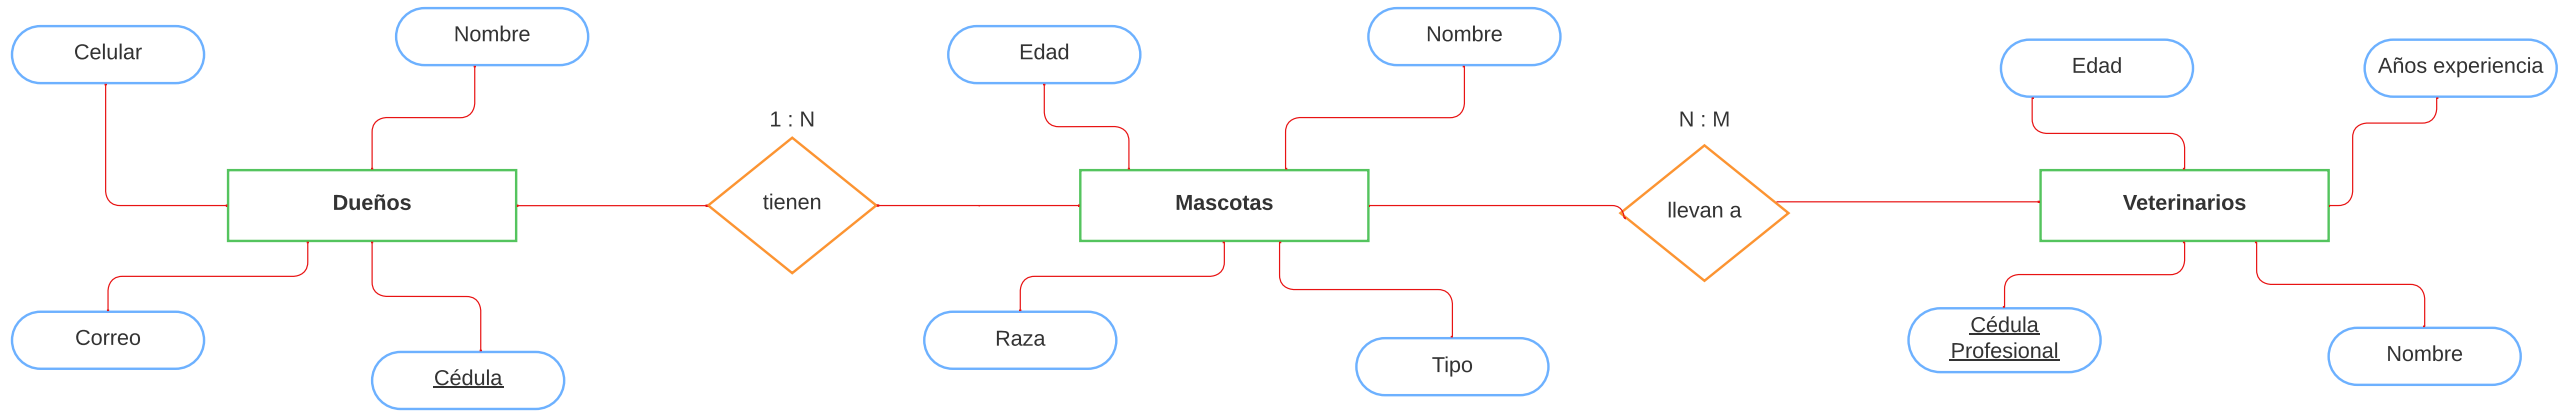 Celular
Nombre
Edad
Nombre
Edad
Años experiencia
1 : N
N : M
Dueños
tienen
Mascotas
llevan a
Veterinarios
Correo
Cédula
Raza
Tipo
Cédula
Profesional
Nombre